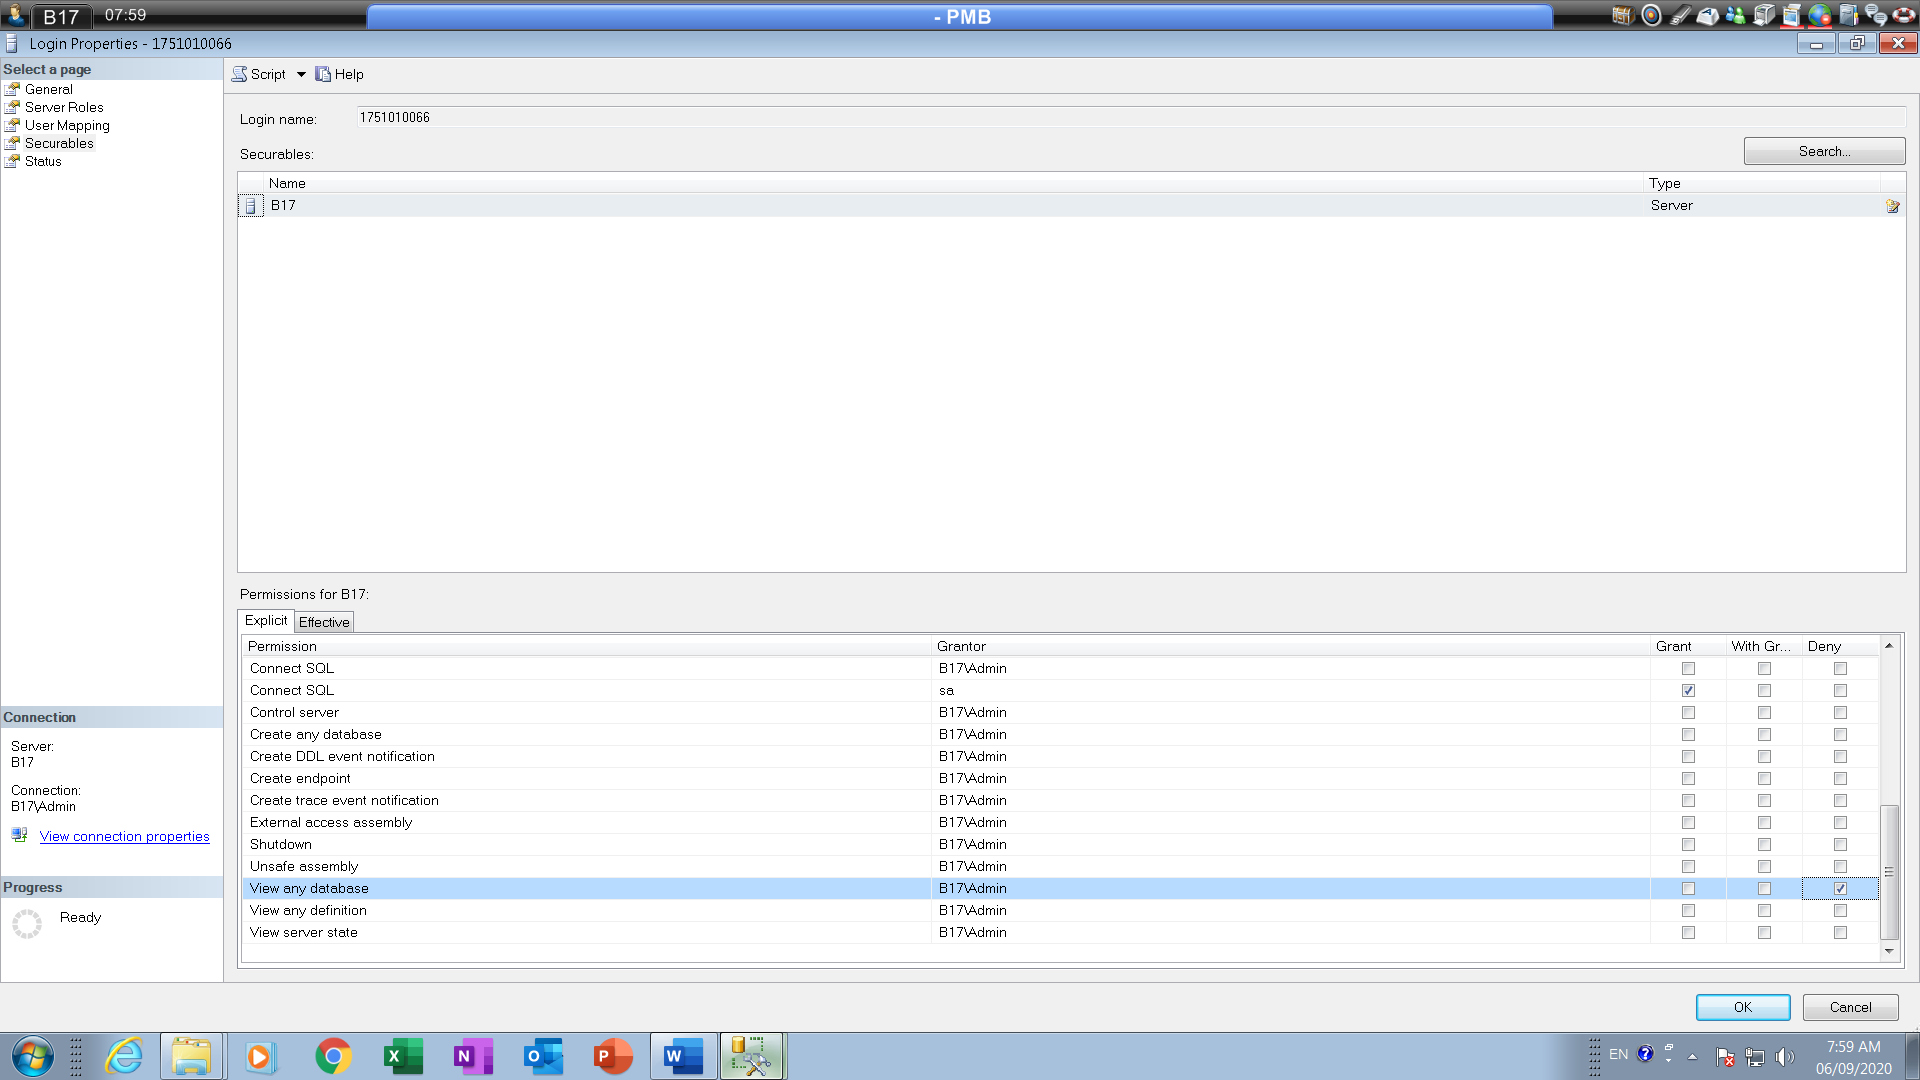 B17 07:59 - PMB
Login Properties - 1751010066
Select a page
General
Server Roles
User Mapping
Securables
Status
Script Help
Login name: 1751010066
Securables: Search...
Name Type
B17 Server
Permissions for B17:
Explicit Effective
Permission Grantor Grant With Gr... Deny
Connect SQL B17\Admin
Connect SQL sa
Control server B17\Admin
Create any database B17\Admin
Create DDL event notification B17\Admin
Create endpoint B17\Admin
Create trace event notification B17\Admin
External access assembly B17\Admin
Shutdown B17\Admin
Unsafe assembly B17\Admin
View any database B17\Admin
View any definition B17\Admin
View server state B17\Admin
Connection
Server:
B17
Connection:
B17\Admin
View connection properties
Progress
Ready
OK Cancel
X N O P W EN ? 7:59 AM
06/09/2020